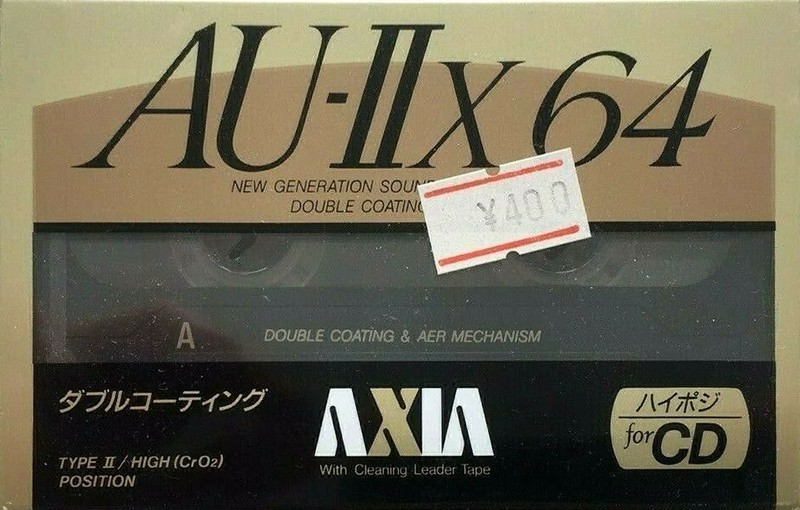 AU-IIx 64
NEW GENERATION SOUN
DOUBLE COATING
¥400
A
DOUBLE COATING & AER MECHANISM
ダブルコーティング
AXIA
ハイポジ
for CD
With Cleaning Leader Tape
TYPE II / HIGH (CrO2)
POSITION